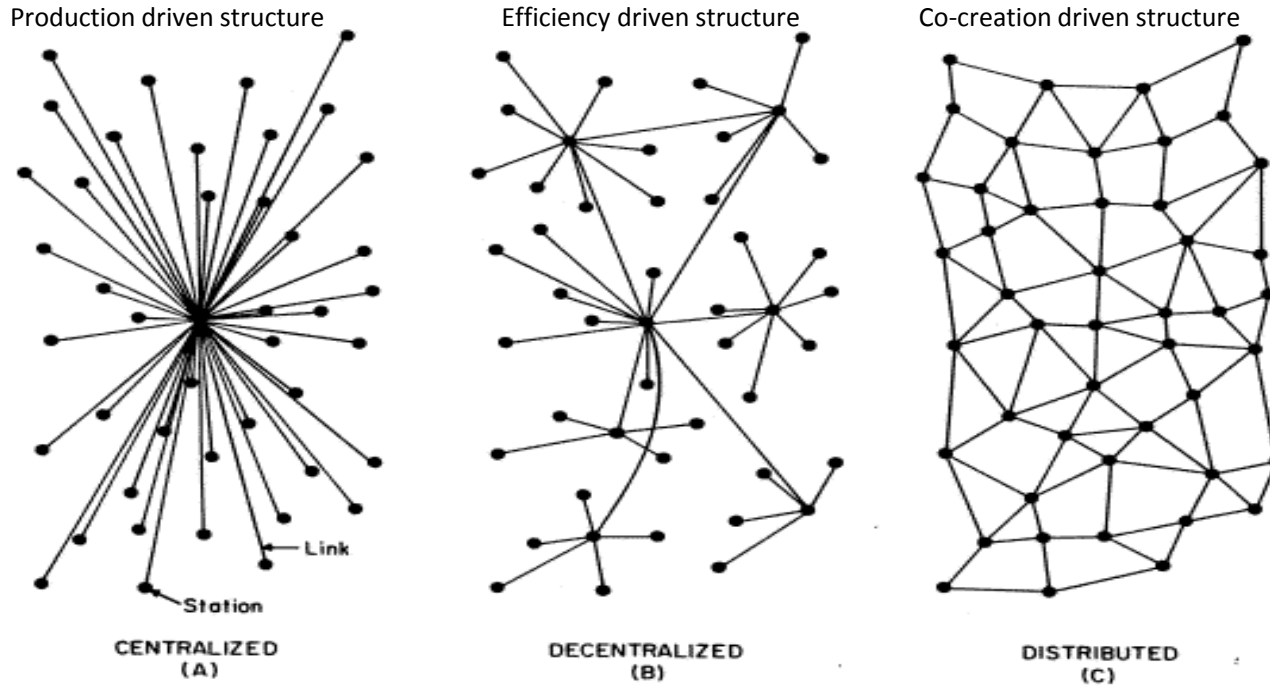 Production driven structure
Efficiency driven structure
Co-creation driven structure
Link
Station
CENTRALIZED
(A)
DECENTRALIZED
(B)
DISTRIBUTED
(C)